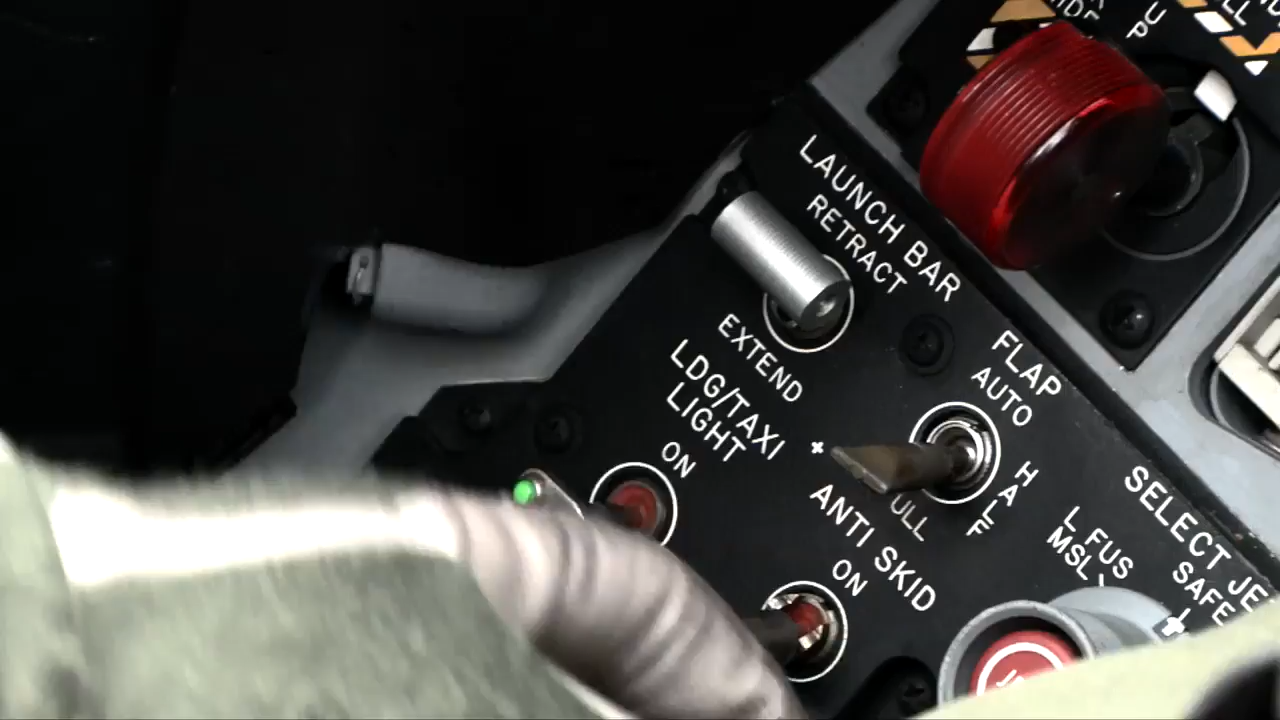 UP
LAUNCH BAR
RETRACT
EXTEND
LDG/TAXI
LIGHT
ON
FLAP
AUTO
HALF
ULL
ANTI SKID
ON
SELECT JE
L FUS
MSL
SAFE